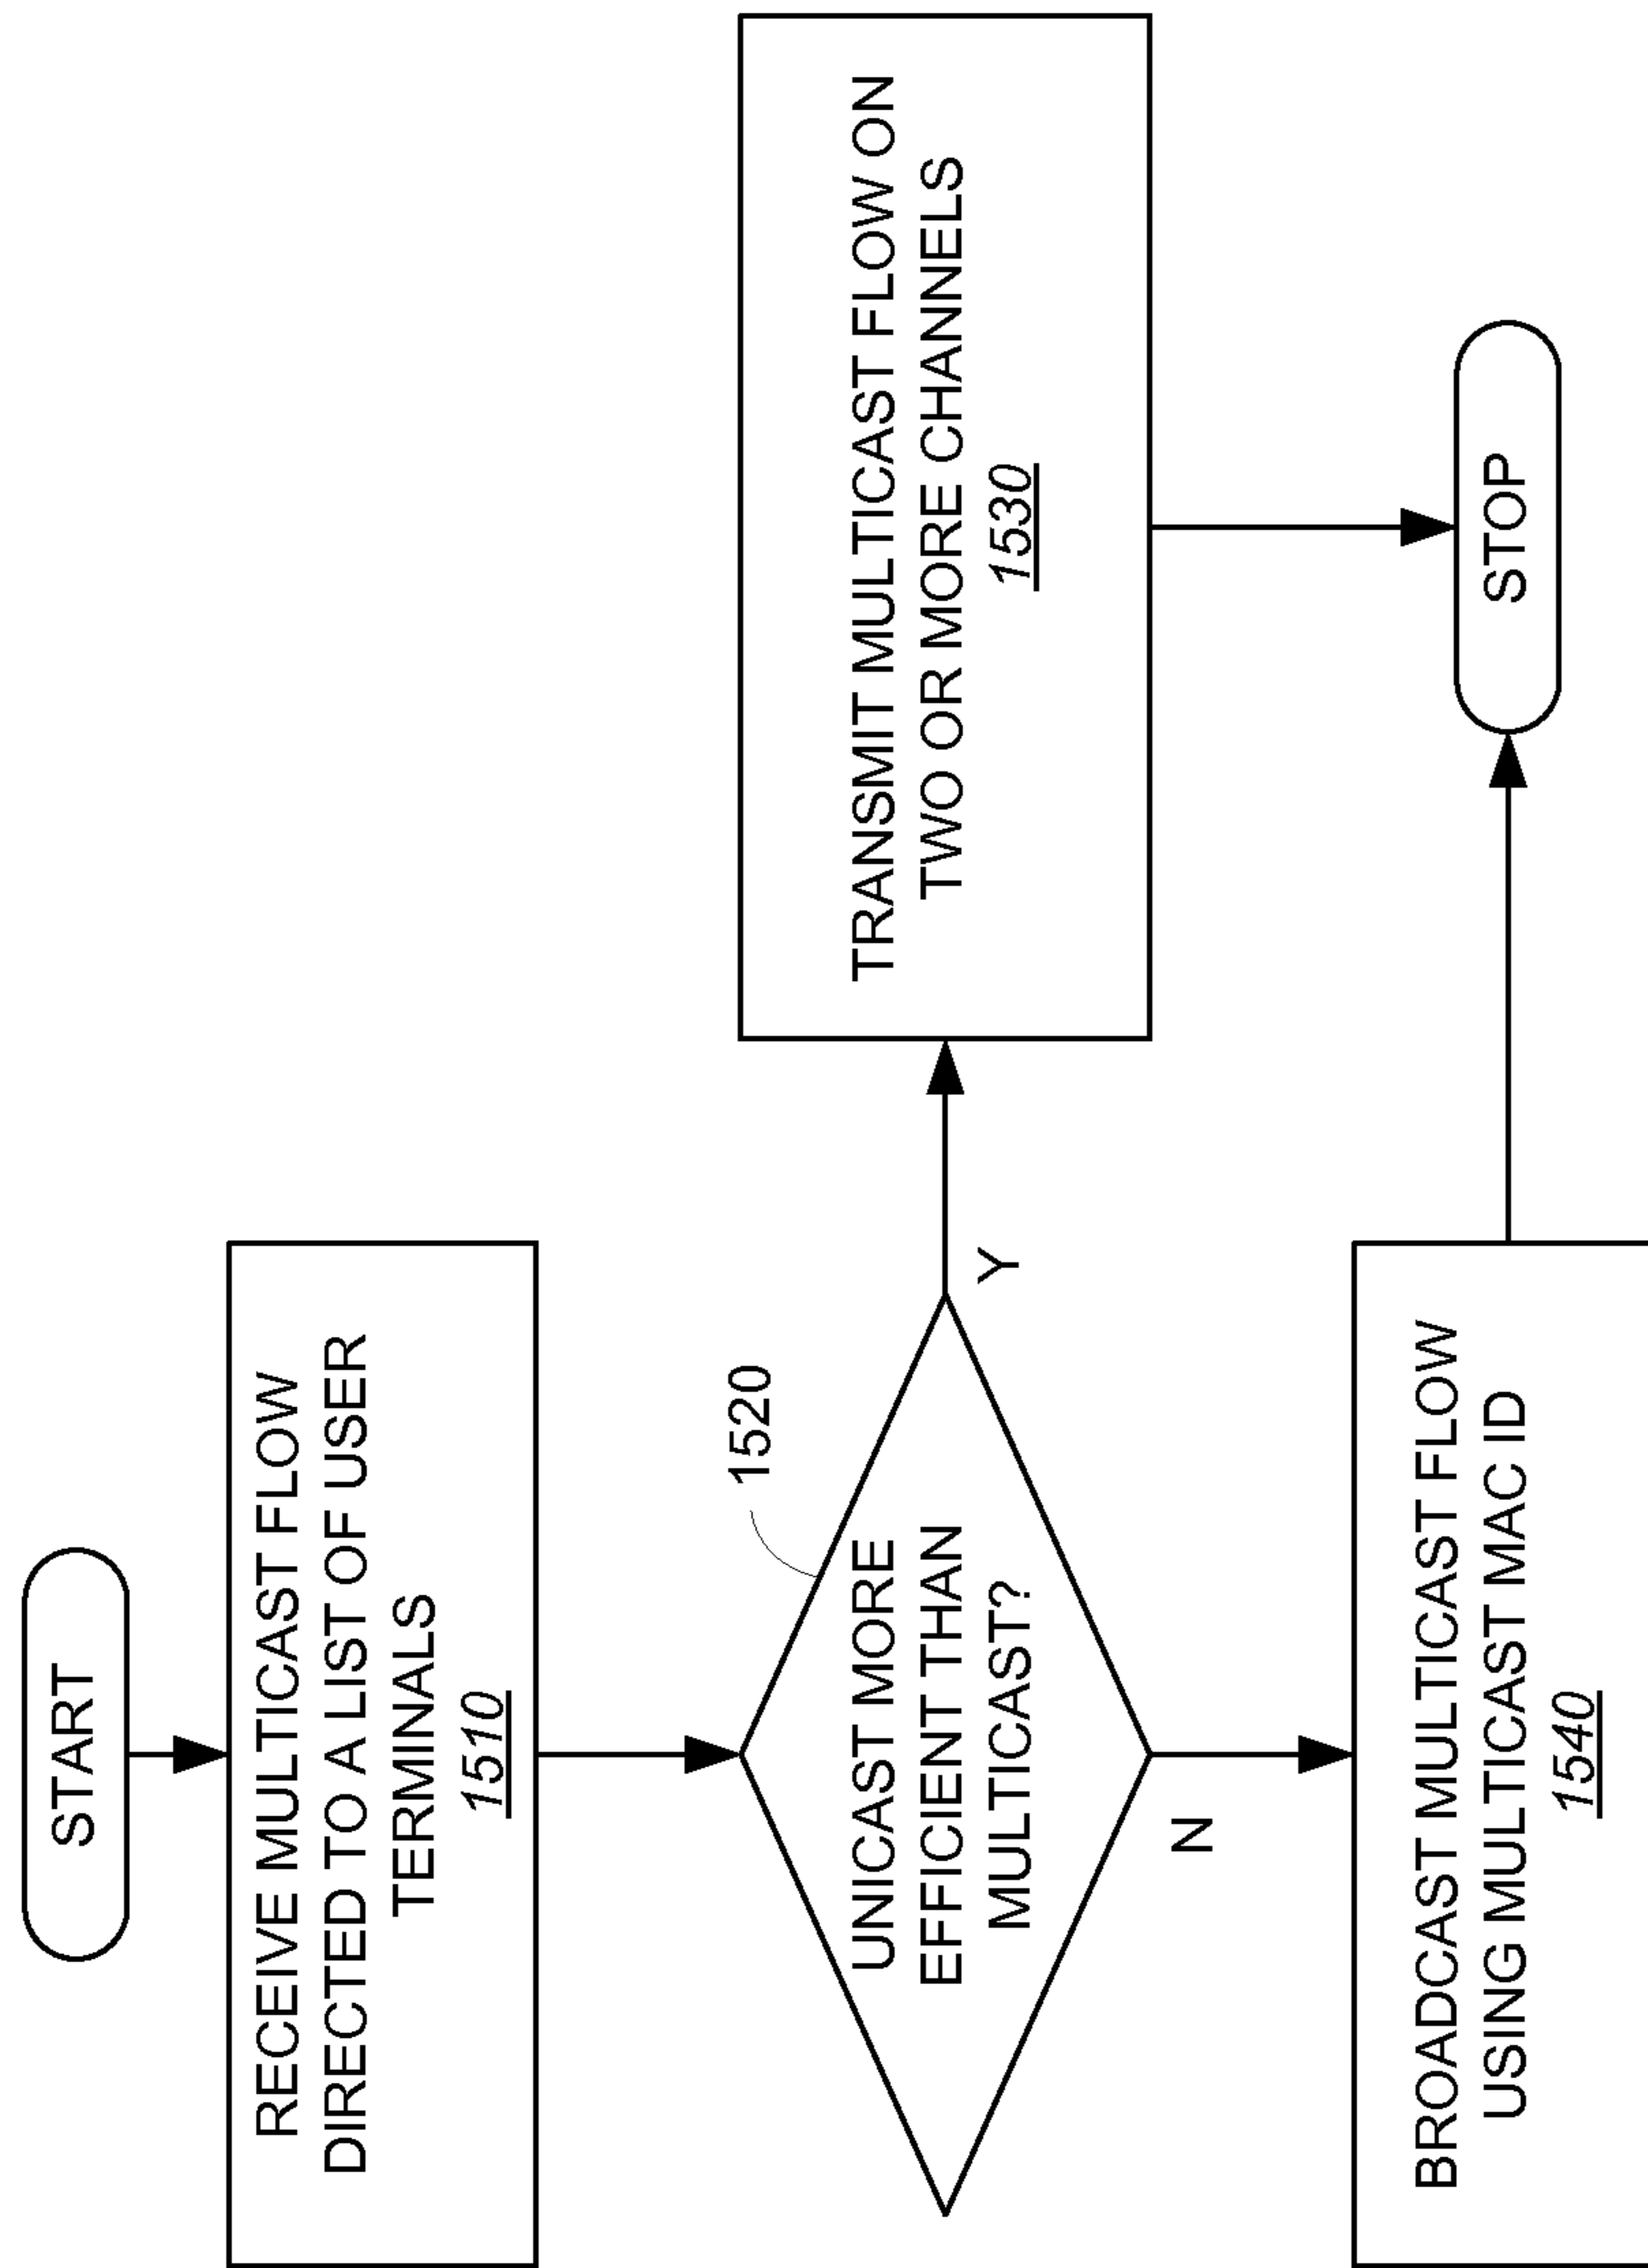 START
RECEIVE MULTICAST FLOW
DIRECTED TO A LIST OF USER
TERMINALS
1510
1520
UNICAST MORE
EFFICIENT THAN
MULTICAST?
Y
TRANSMIT MULTICAST FLOW ON
TWO OR MORE CHANNELS
1530
N
BROADCAST MULTICAST FLOW
USING MULTICAST MAC ID
1540
STOP